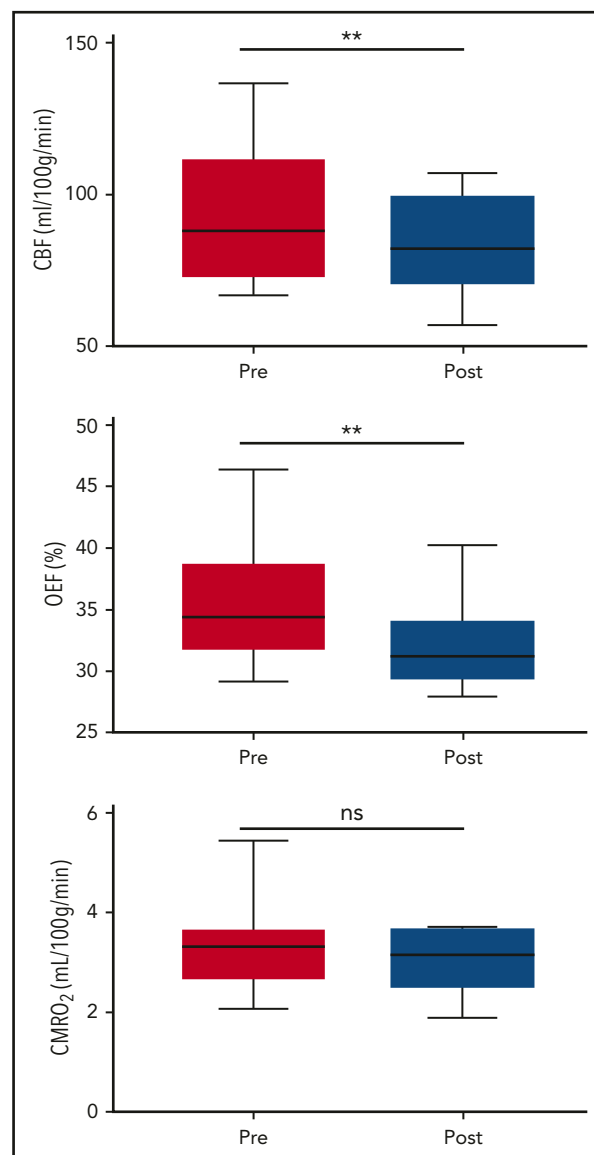 CBF (ml/100g/min)
150
100
50
**
Pre
Post
OEF (%)
50
45
40
35
30
25
**
Pre
Post
CMRO₂ (mL/100g/min)
6
4
2
0
ns
Pre
Post